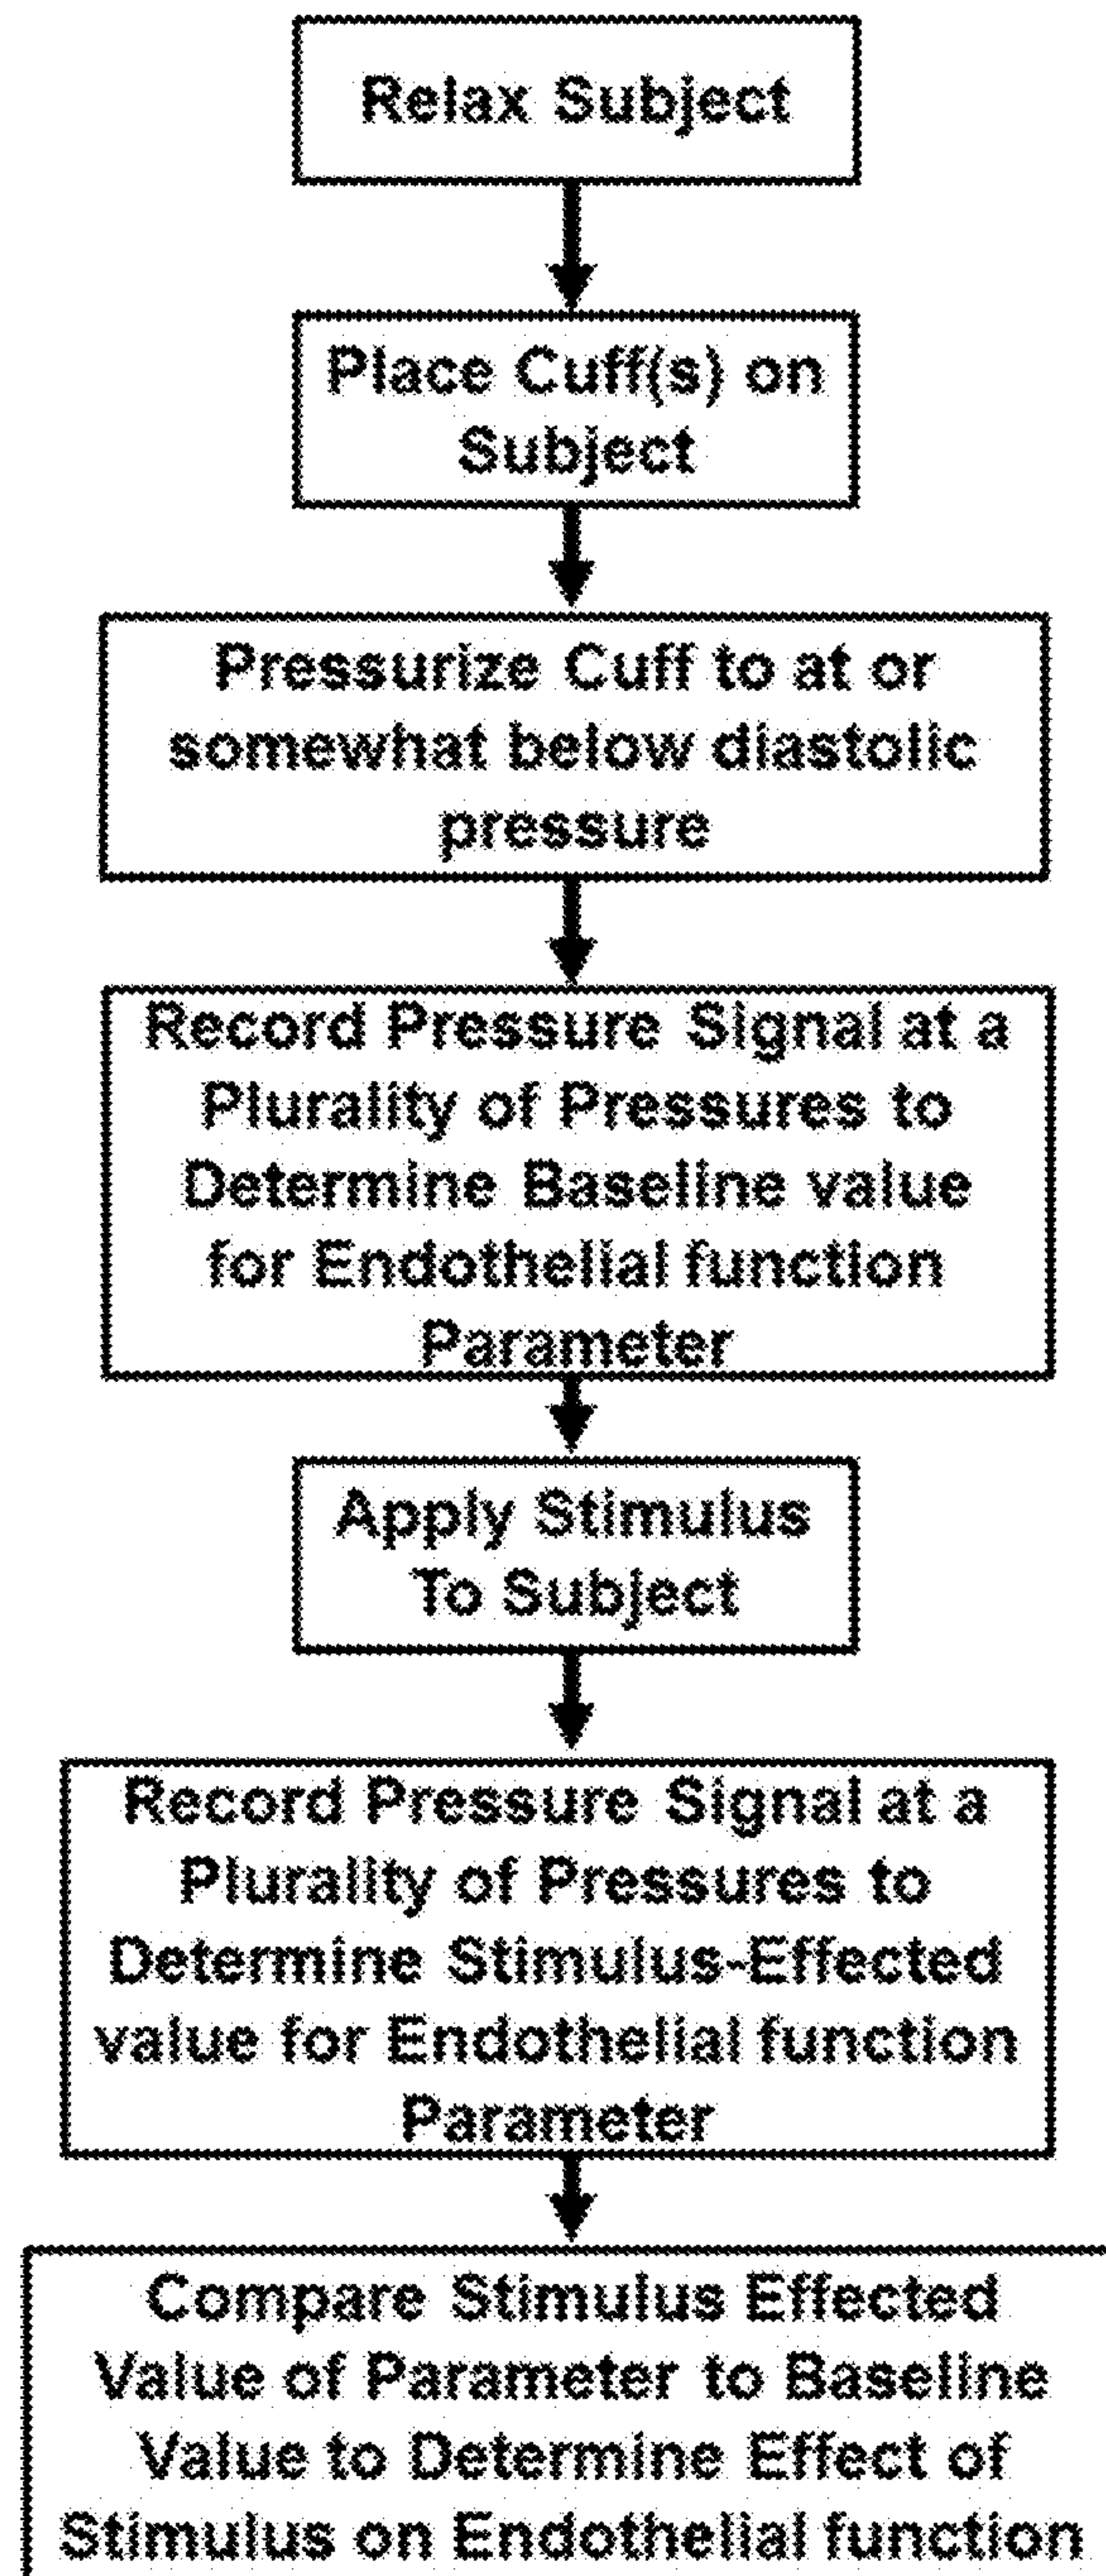 Relax Subject
Place Cuff(s) on
Subject
Pressurize Cuff to at or
somewhat below diastolic
pressure
Record Pressure Signal at a
Plurality of Pressures to
Determine Baseline value
for Endothelial function
Parameter
Apply Stimulus
To Subject
Record Pressure Signal at a
Plurality of Pressures to
Determine Stimulus-Effected
value for Endothelial function
Parameter
Compare Stimulus Effected
Value of Parameter to Baseline
Value to Determine Effect of
Stimulus on Endothelial function